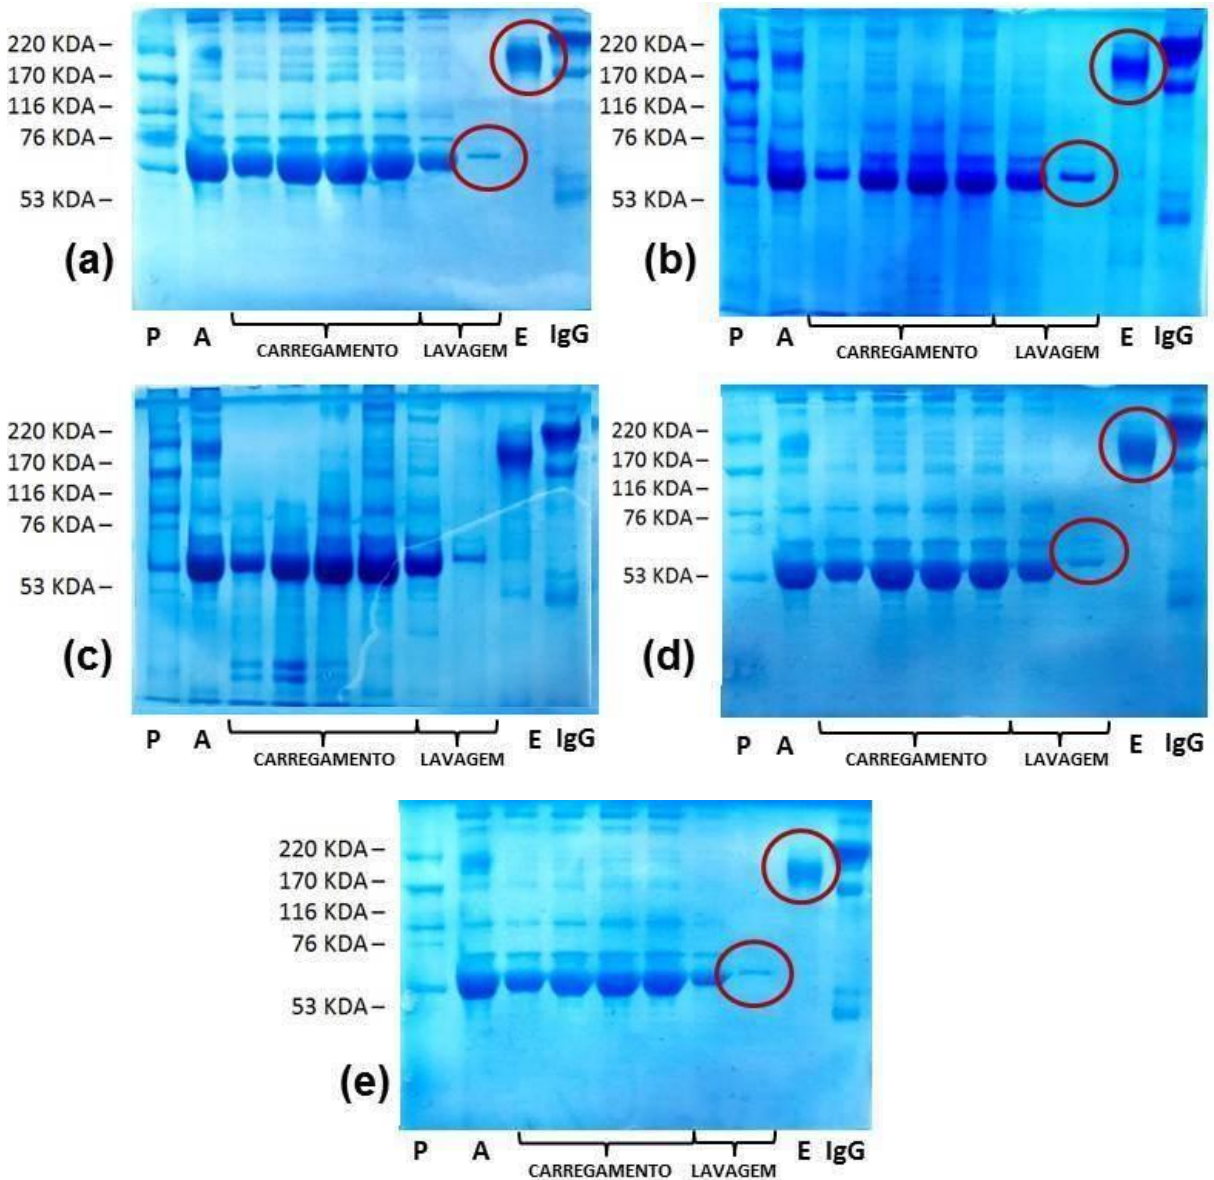 220 KDA
170 KDA
116 KDA
76 KDA
53 KDA
(a)
P A CARREGAMENTO LAVAGEM E IgG
220 KDA
170 KDA
116 KDA
76 KDA
53 KDA
(b)
P A CARREGAMENTO LAVAGEM E IgG
220 KDA
170 KDA
116 KDA
76 KDA
53 KDA
(c)
P A CARREGAMENTO LAVAGEM E IgG
220 KDA
170 KDA
116 KDA
76 KDA
53 KDA
(d)
P A CARREGAMENTO LAVAGEM E IgG
220 KDA
170 KDA
116 KDA
76 KDA
53 KDA
(e)
P A CARREGAMENTO LAVAGEM E IgG